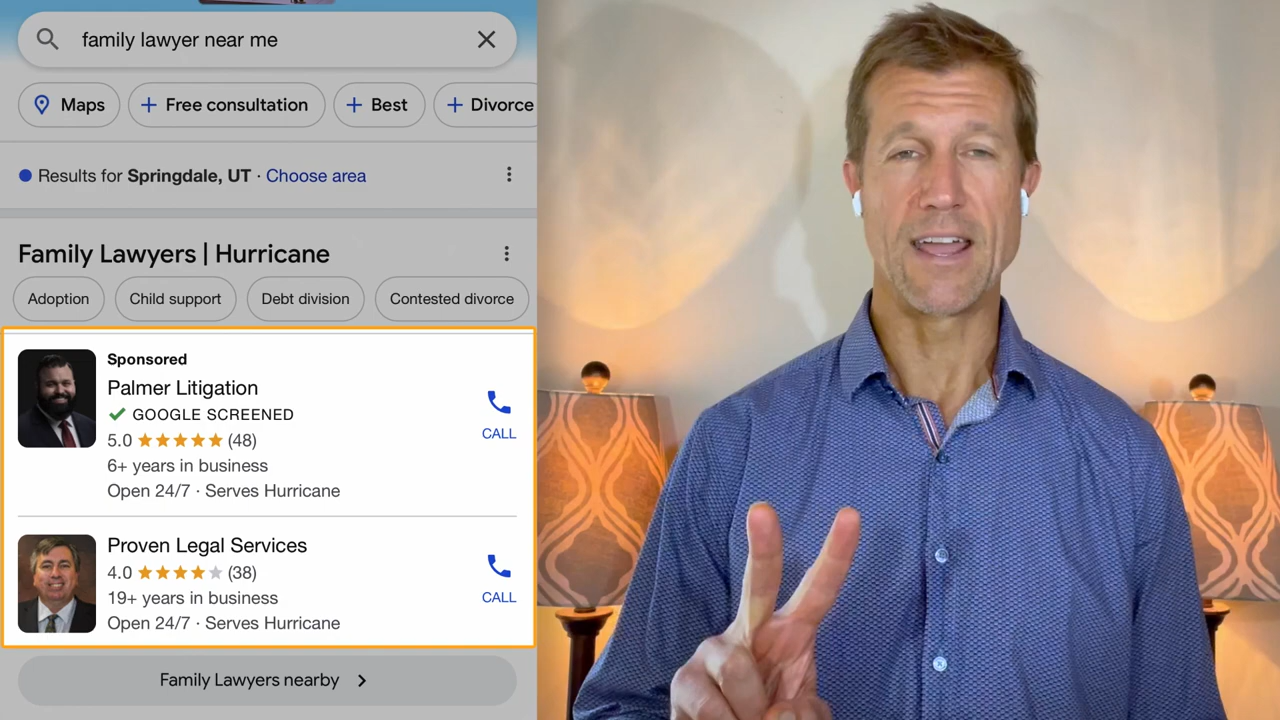 family lawyer near me
Maps
Free consultation
Best
Divorce
Results for Springdale, UT · Choose area
Family Lawyers | Hurricane
Adoption
Child support
Debt division
Contested divorce
Sponsored
Palmer Litigation
GOOGLE SCREENED
5.0 (48)
6+ years in business
Open 24/7 · Serves Hurricane
CALL
Proven Legal Services
4.0 (38)
19+ years in business
Open 24/7 · Serves Hurricane
CALL
Family Lawyers nearby